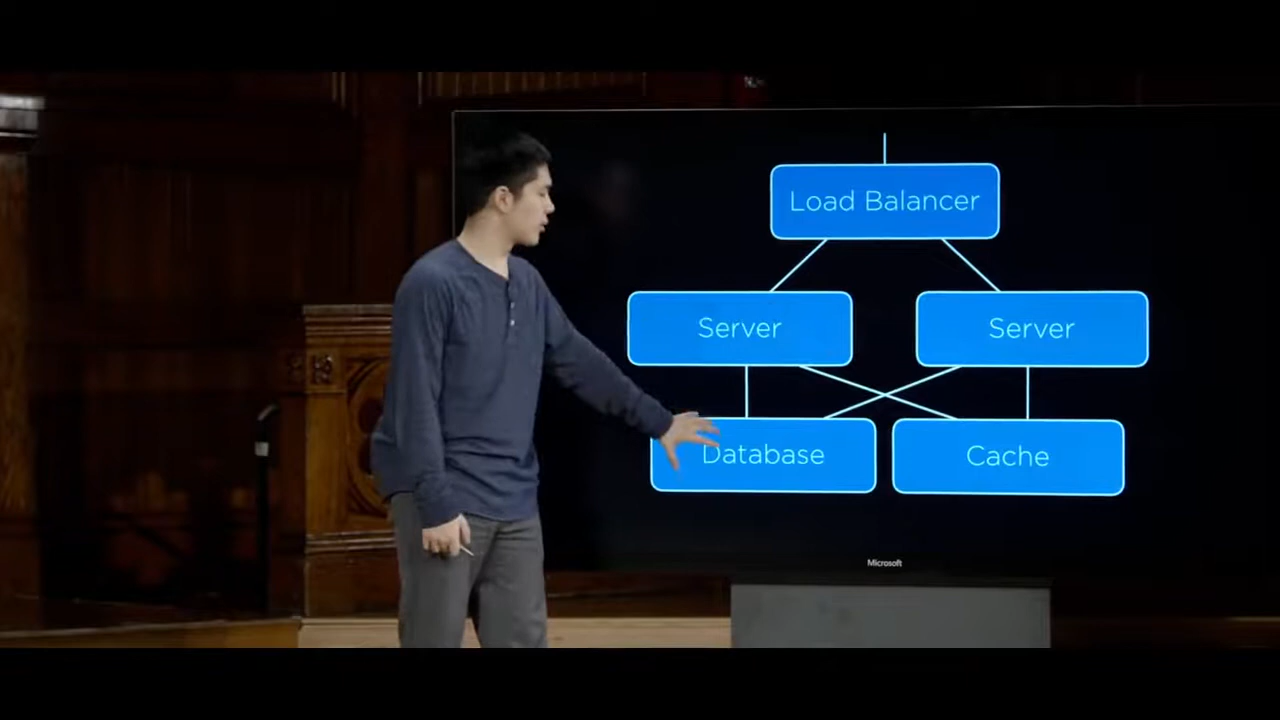 Load Balancer
Server
Server
Database
Cache
Microsoft